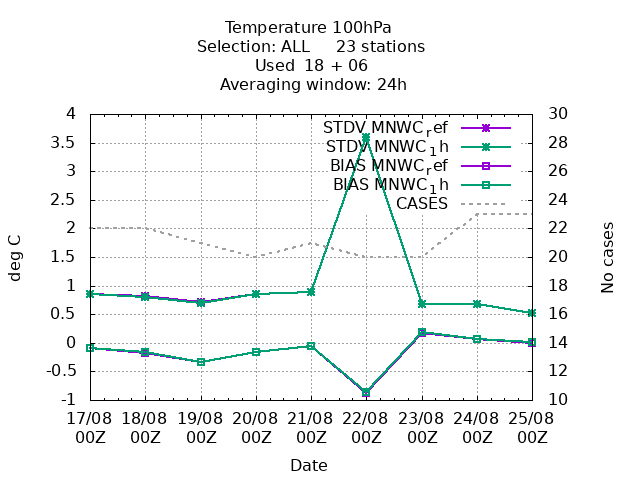 Temperature 100hPa
Selection: ALL 23 stations
Used 18 + 06
Averaging window: 24h
STDV MNWC_ref
STDV MNWC_1h
BIAS MNWC_ref
BIAS MNWC_1h
CASES
4
3.5
3
2.5
2
1.5
1
0.5
0
-0.5
-1
deg C
30
28
26
24
22
20
18
16
14
12
10
No cases
17/08 18/08 19/08 20/08 21/08 22/08 23/08 24/08 25/08
00Z 00Z 00Z 00Z 00Z 00Z 00Z 00Z 00Z
Date